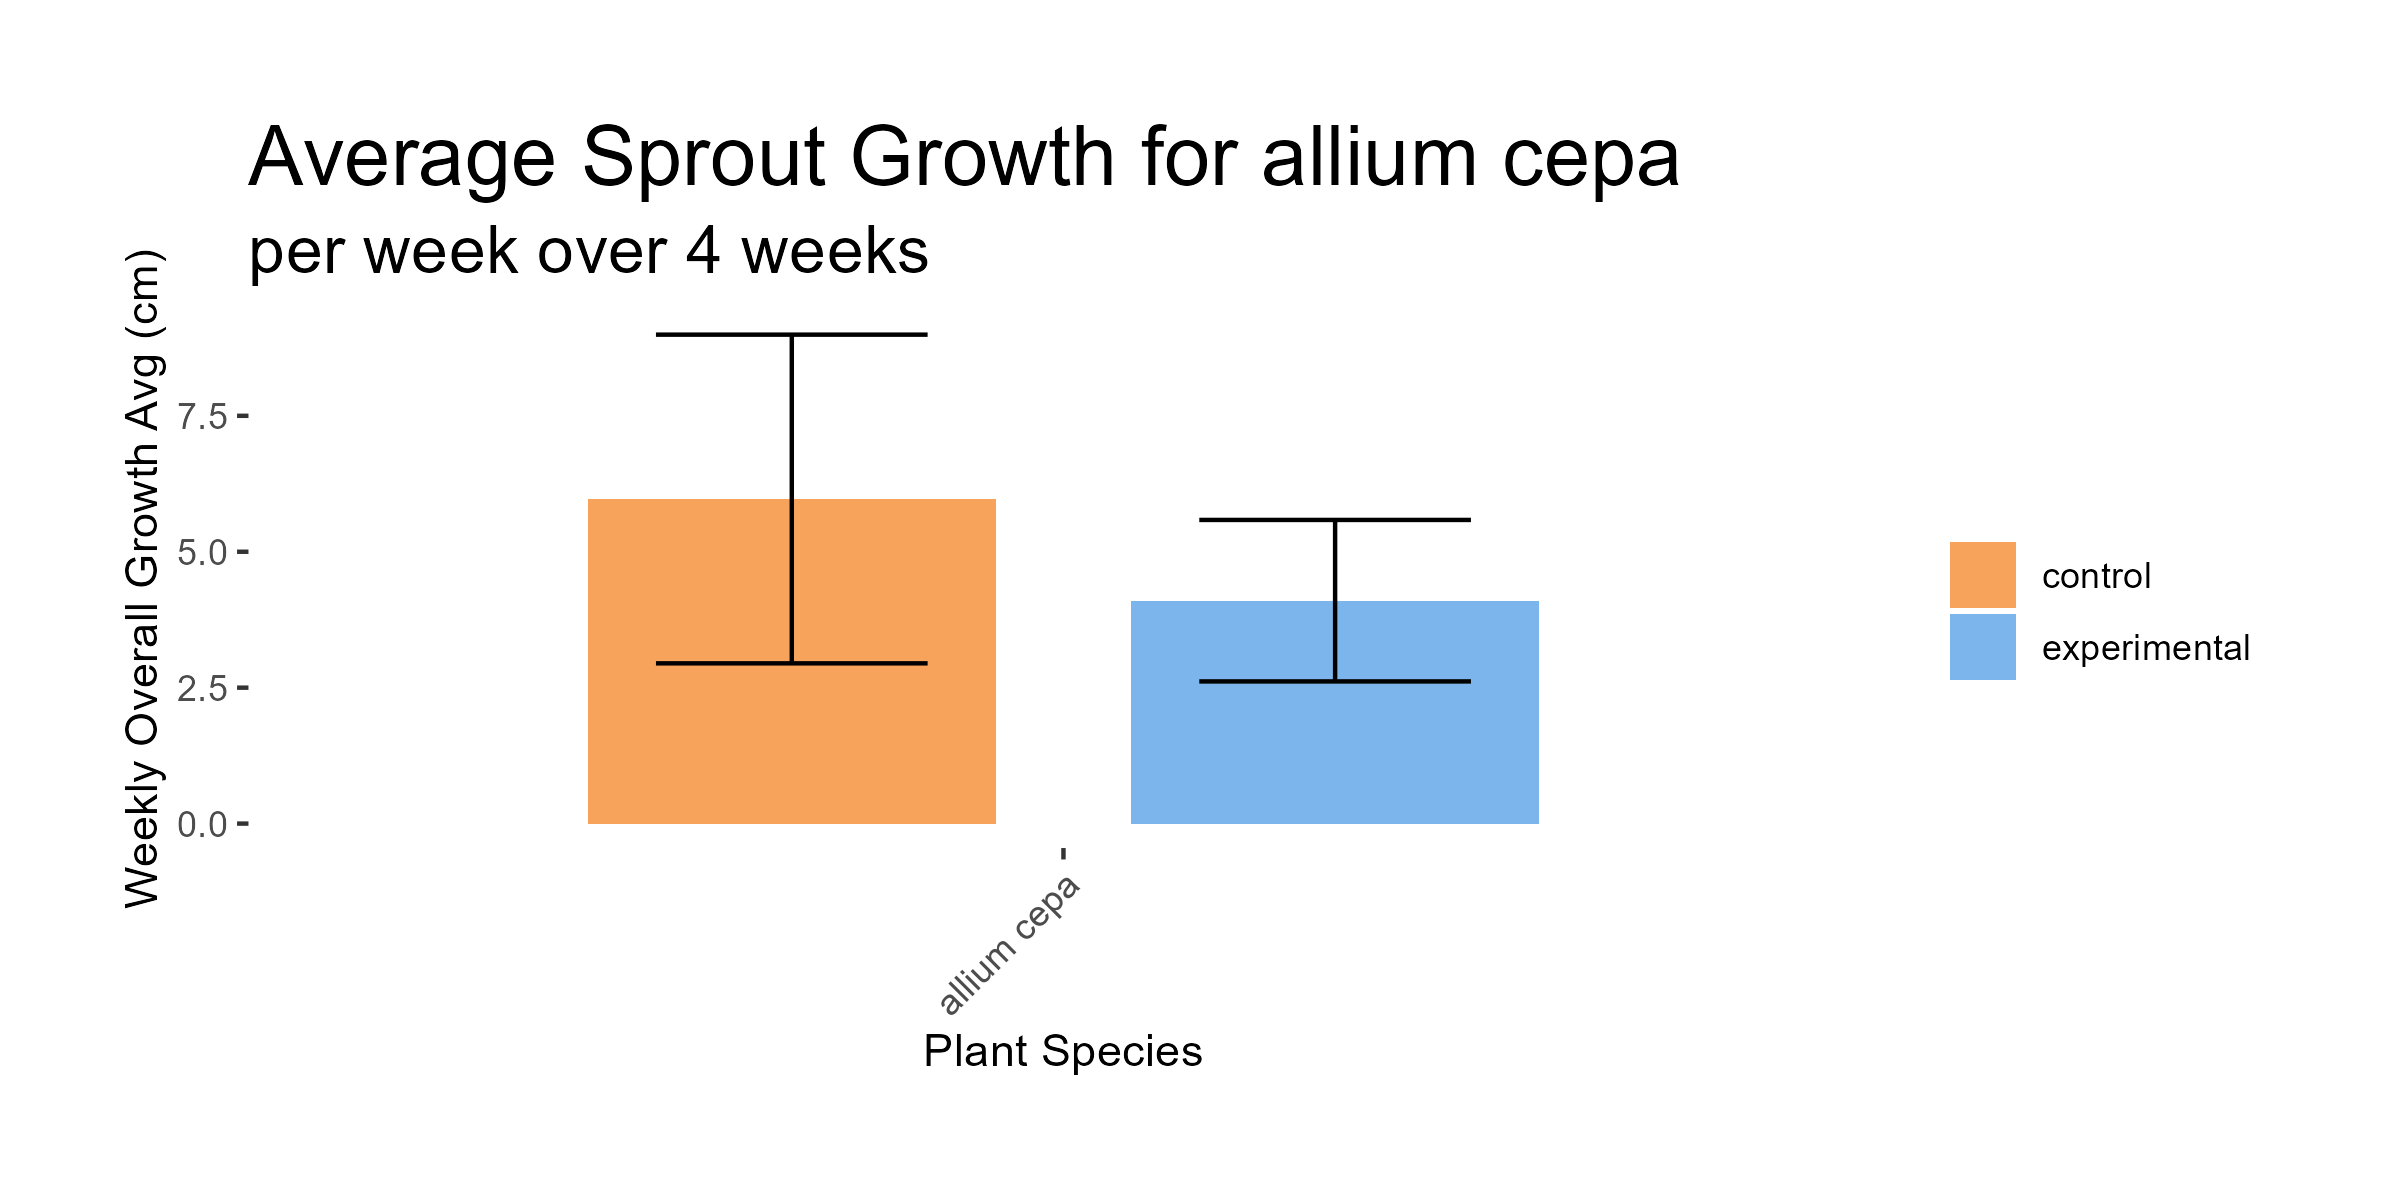 Average Sprout Growth for allium cepa
per week over 4 weeks
Weekly Overall Growth Avg (cm)
7.5
5.0
2.5
0.0
allium cepa
Plant Species
control
experimental